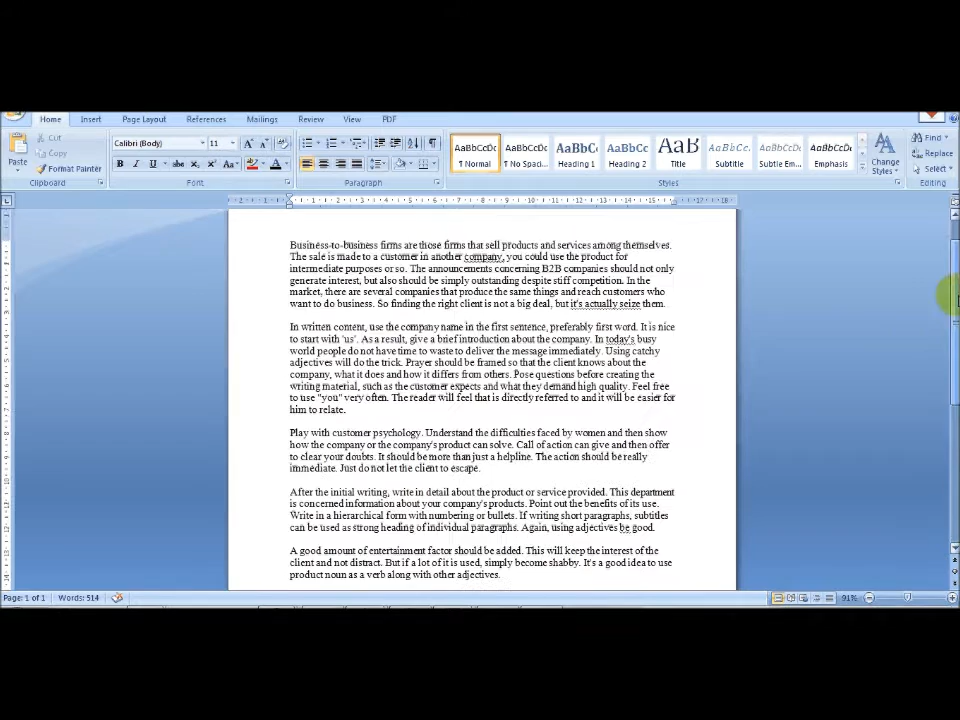 Home Insert Page Layout References Mailings Review View PDF
Cut
Copy
Paste
Format Painter
Clipboard
Calibri (Body) 11
Font
Paragraph
AaBbCcDc AaBbCcDc AaBbC AaBbCc AaB AaBbCc. AaBbCcDc AaBbCcDc
¶ Normal ¶ No Spaci... Heading 1 Heading 2 Title Subtitle Subtle Em... Emphasis
Change
Styles
Styles
Find
Replace
Select
Editing
Business-to-business firms are those firms that sell products and services among themselves.
The sale is made to a customer in another company, you could use the product for
intermediate purposes or so. The announcements concerning B2B companies should not only
generate interest, but also should be simply outstanding despite stiff competition. In the
market, there are several companies that produce the same things and reach customers who
want to do business. So finding the right client is not a big deal, but it's actually seize them.
In written content, use the company name in the first sentence, preferably first word. It is nice
to start with 'us'. As a result, give a brief introduction about the company. In today's busy
world people do not have time to waste to deliver the message immediately. Using catchy
adjectives will do the trick. Prayer should be framed so that the client knows about the
company, what it does and how it differs from others. Pose questions before creating the
writing material, such as the customer expects and what they demand high quality. Feel free
to use "you" very often. The reader will feel that is directly referred to and it will be easier for
him to relate.
Play with customer psychology. Understand the difficulties faced by women and then show
how the company or the company's product can solve. Call of action can give and then offer
to clear your doubts. It should be more than just a helpline. The action should be really
immediate. Just do not let the client to escape.
After the initial writing, write in detail about the product or service provided. This department
is concerned information about your company's products. Point out the benefits of its use.
Write in a hierarchical form with numbering or bullets. If writing short paragraphs, subtitles
can be used as strong heading of individual paragraphs. Again, using adjectives be good.
A good amount of entertainment factor should be added. This will keep the interest of the
client and not distract. But if a lot of it is used, simply become shabby. It's a good idea to use
product noun as a verb along with other adjectives.
Page: 1 of 1 Words: 514 91%